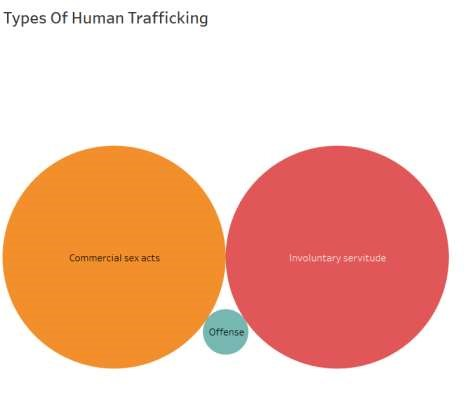 Types Of Human Trafficking
Commercial sex acts
Involuntary servitude
Offense